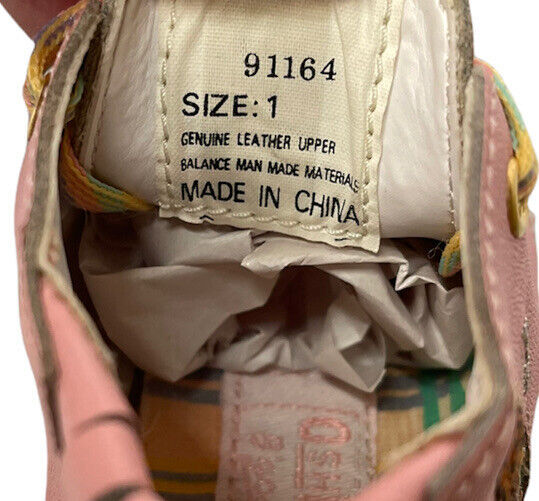 91164
SIZE: 1
GENUINE LEATHER UPPER
BALANCE MAN MADE MATERIALS
MADE IN CHINA